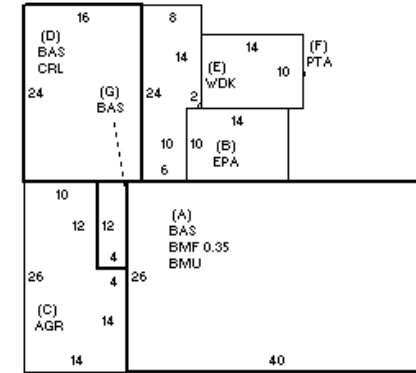 16
8
(D)
BAS
CRL
14
14
(F)
PTA
(E)
WDK
10
24
(G)
BAS
24
2
14
10
10
(B)
EPA
6
10
12
12
(A)
BAS
BMF 0.35
BMU
4
4
26
26
(C)
AGR
14
14
40